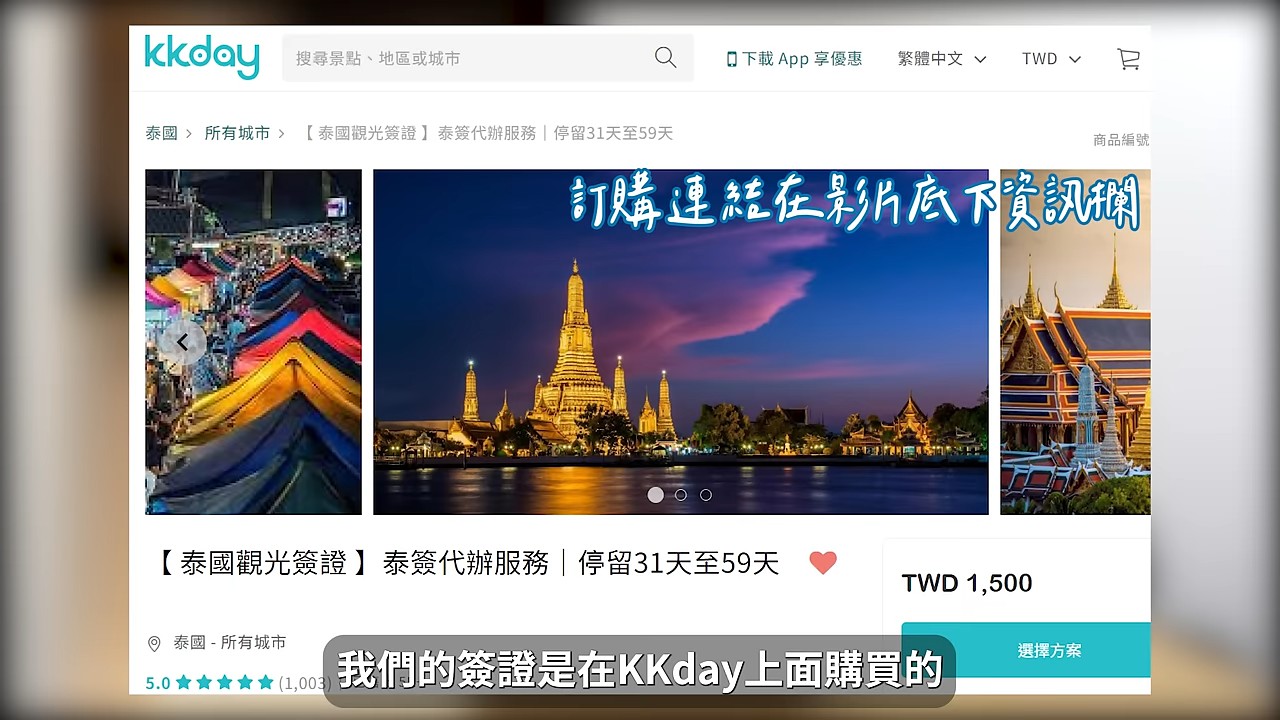 kkday
搜尋景點、地區或城市
下載 App 享優惠
繁體中文
TWD
泰國 > 所有城市 > 【 泰國觀光簽證 】 泰簽代辦服務｜停留31天至59天
商品編號
訂購連結在影片底下資訊欄
【 泰國觀光簽證 】 泰簽代辦服務｜停留31天至59天
TWD 1,500
選擇方案
泰國 - 所有城市
5.0 ★★★★★ (1,003)
我們的簽證是在KKday上面購買的